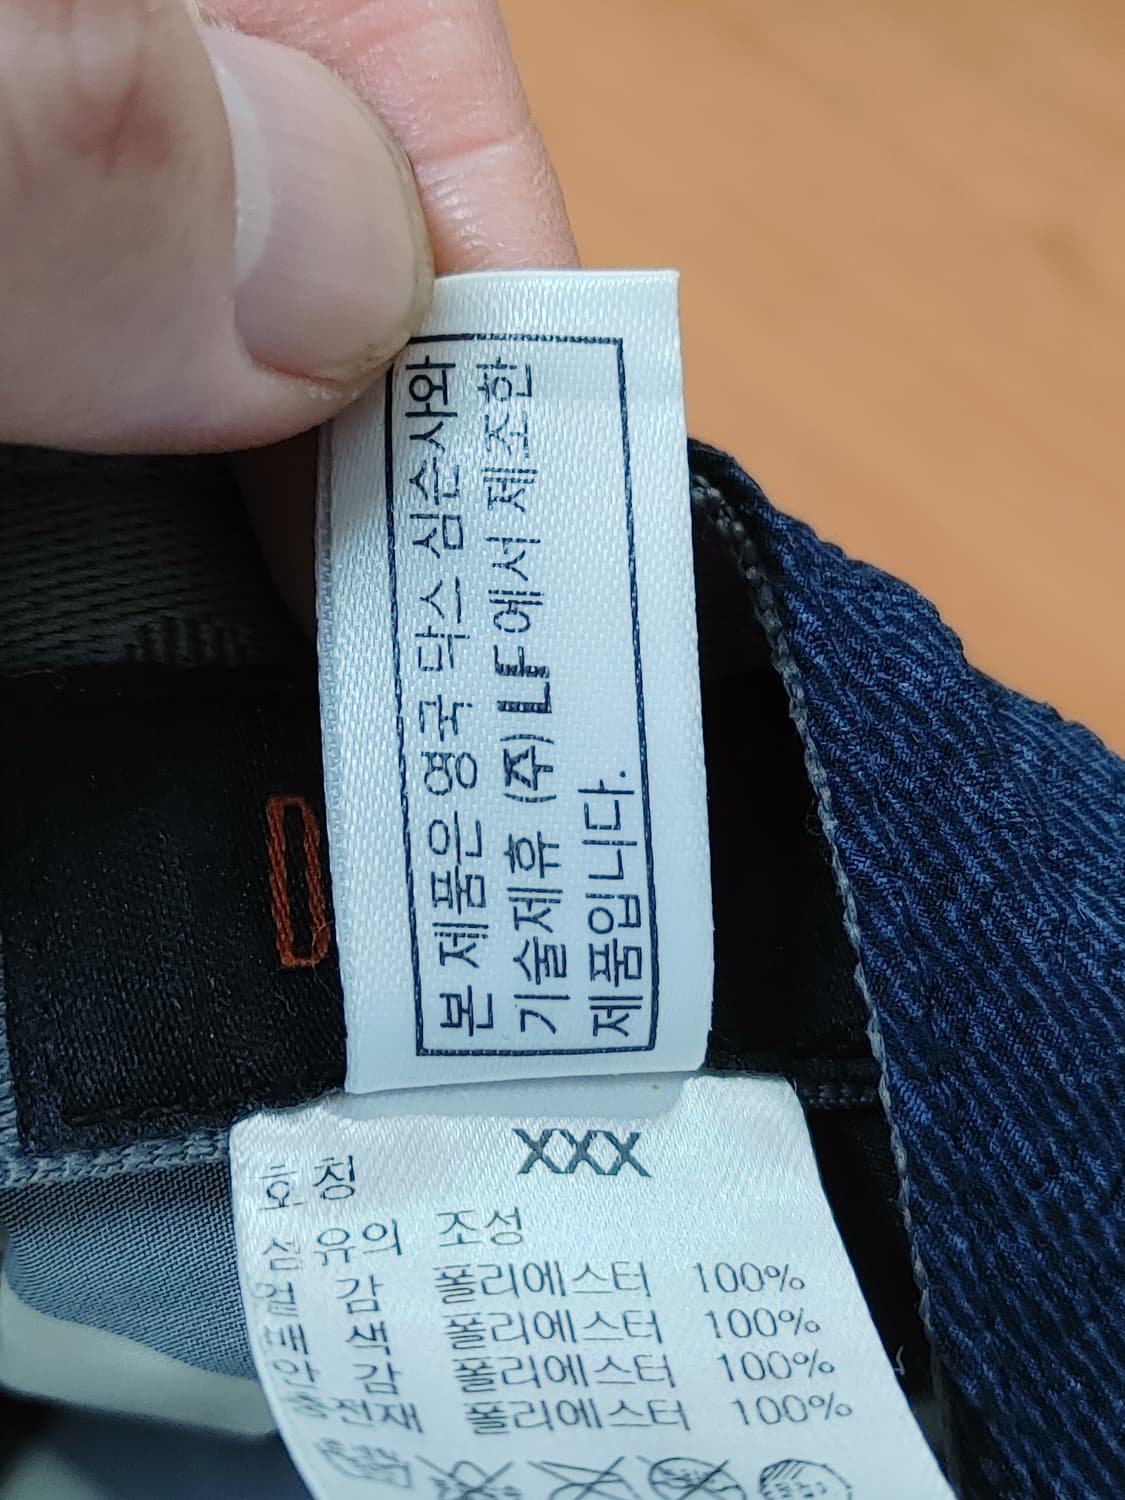 본 제품은 영국 닥스 심슨사와
기술제휴 (주) LF에서 제조한
제품입니다.
D
호 칭 XXX
섬 유의 조성
겉 감 폴리에스터 100%
배 색 폴리에스터 100%
안 감 폴리에스터 100%
충전재 폴리에스터 100%